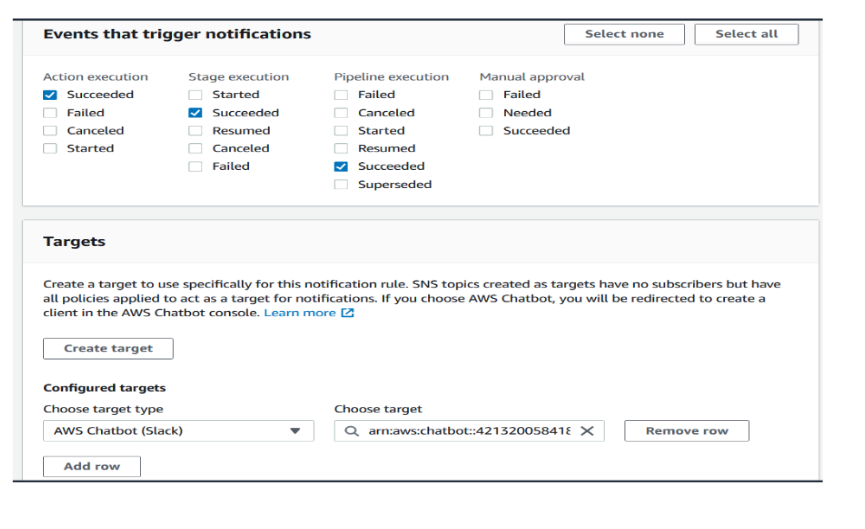 Events that trigger notifications
Select none
Select all
Action execution
Succeeded
Failed
Canceled
Started
Stage execution
Started
Succeeded
Resumed
Canceled
Failed
Pipeline execution
Failed
Canceled
Started
Resumed
Succeeded
Superseded
Manual approval
Failed
Needed
Succeeded
Targets
Create a target to use specifically for this notification rule. SNS topics created as targets have no subscribers but have
all policies applied to act as a target for notifications. If you choose AWS Chatbot, you will be redirected to create a
client in the AWS Chatbot console. Learn more
Create target
Configured targets
Choose target type
AWS Chatbot (Slack)
Choose target
arn:aws:chatbot::421320058418
Remove row
Add row